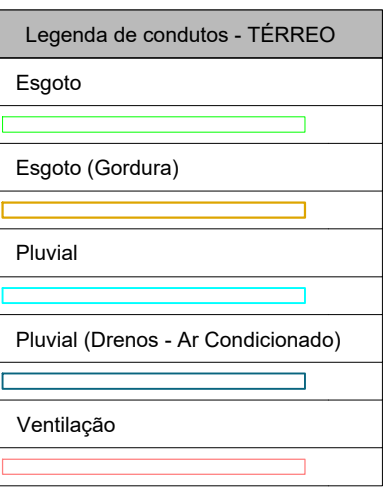 Legenda de condutos - TÉRREO
Esgoto
Esgoto (Gordura)
Pluvial
Pluvial (Drenos - Ar Condicionado)
Ventilação